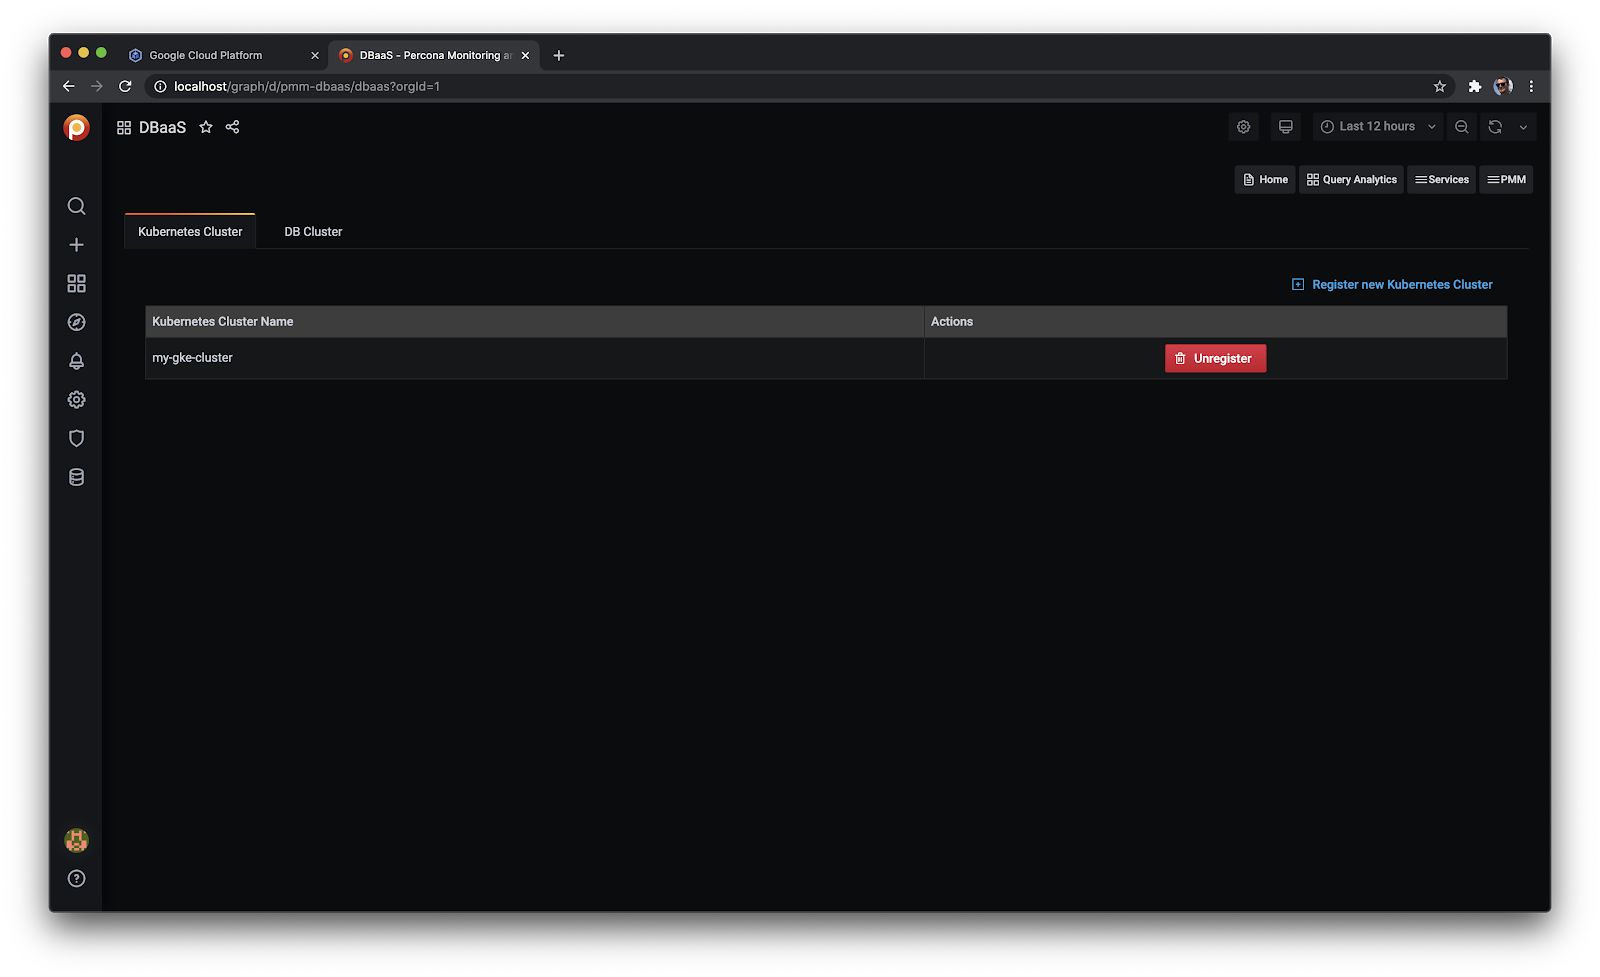 Google Cloud Platform
DBaaS - Percona Monitoring ar
localhost/graph/d/pmm-dbaas/dbaas?orgId=1
DBaaS
Last 12 hours
Home
Query Analytics
Services
PMM
Kubernetes Cluster
DB Cluster
Register new Kubernetes Cluster
Kubernetes Cluster Name
Actions
my-gke-cluster
Unregister